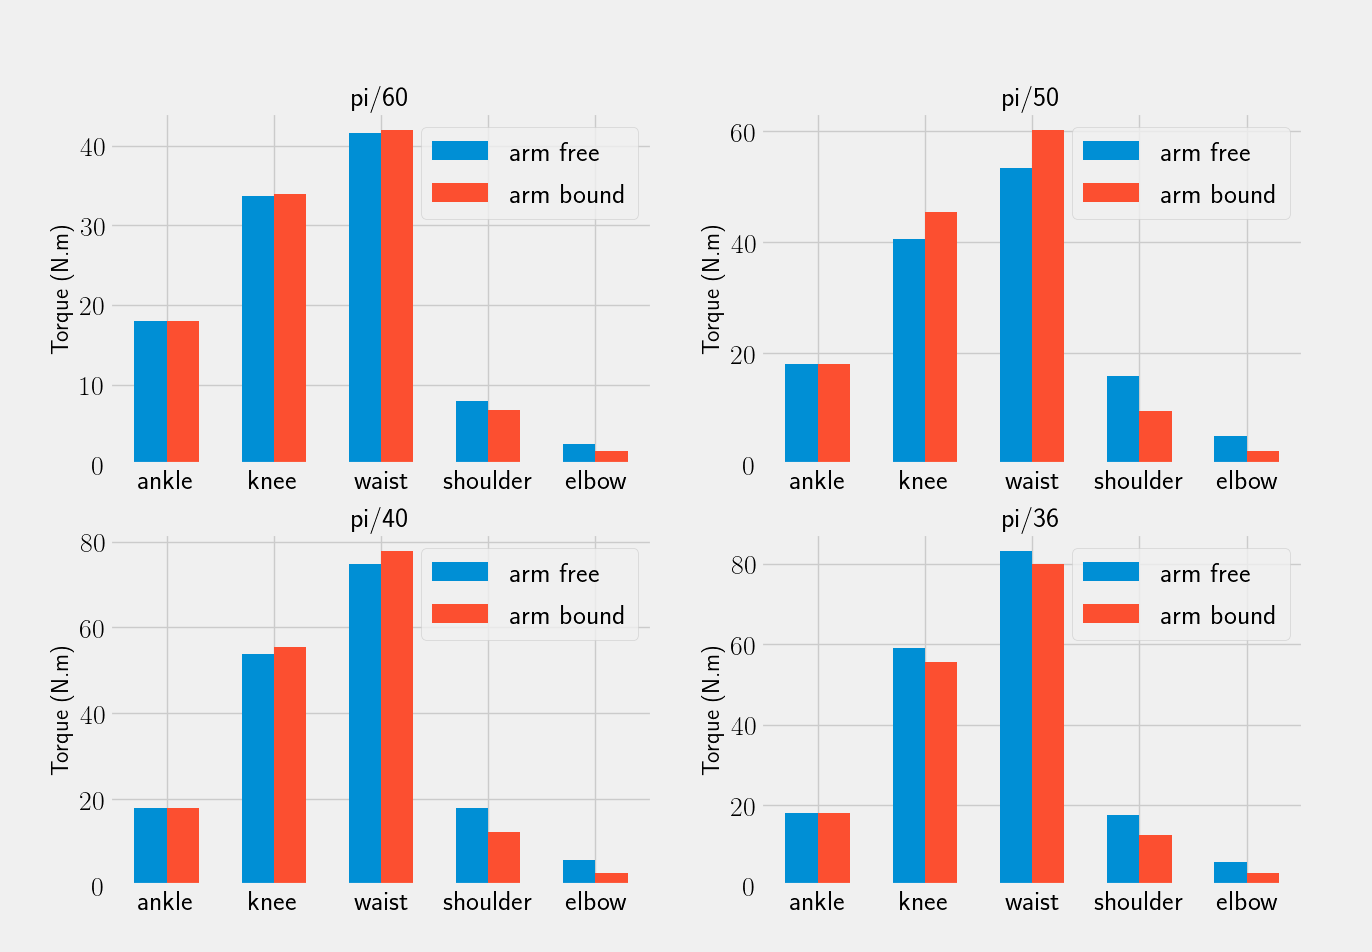 pi/60
40
30
20
10
0
Torque (N.m)
arm free
arm bound
ankle knee waist shoulder elbow
pi/50
60
40
20
0
Torque (N.m)
arm free
arm bound
ankle knee waist shoulder elbow
pi/40
80
60
40
20
0
Torque (N.m)
arm free
arm bound
ankle knee waist shoulder elbow
pi/36
80
60
40
20
0
Torque (N.m)
arm free
arm bound
ankle knee waist shoulder elbow